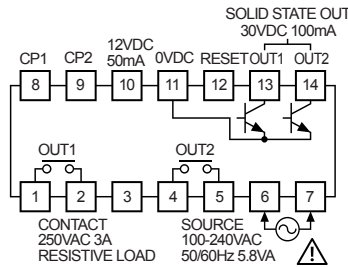 SOLID STATE OUT
30VDC 100mA
12VDC
50mA
CP1 CP2 0VDC RESET OUT1 OUT2
8 9 10 11 12 13 14
OUT1 OUT2
1 2 3 4 5 6 7
CONTACT
250VAC 3A
RESISTIVE LOAD
SOURCE
100-240VAC
50/60Hz 5.8VA